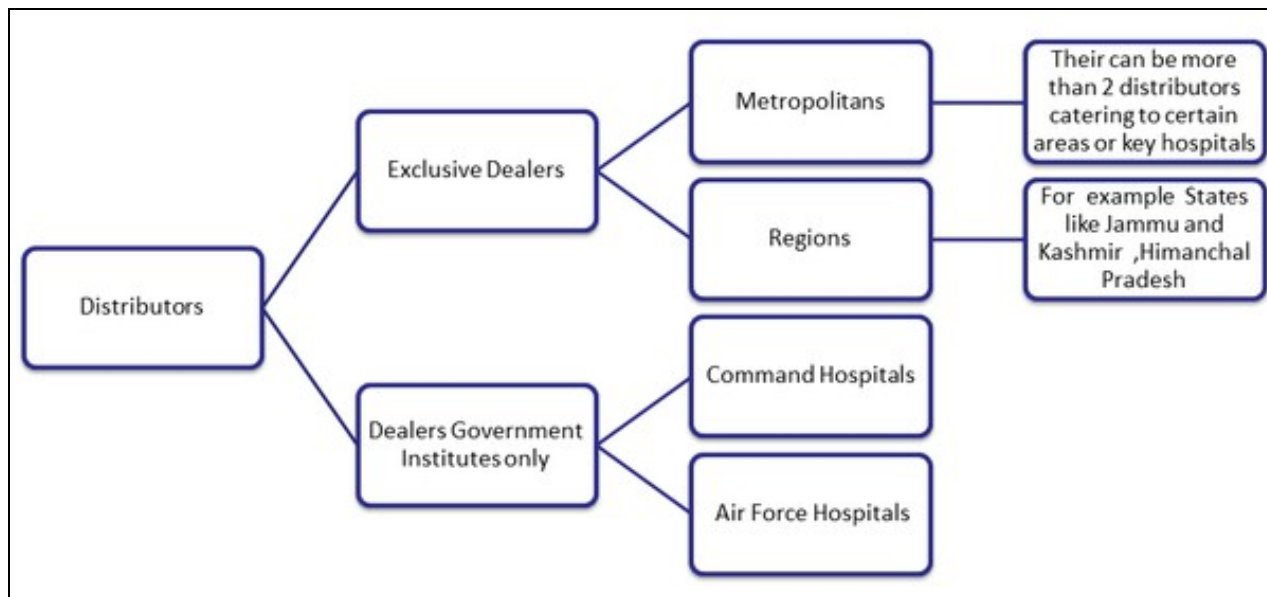 Distributors
Exclusive Dealers
Dealers Government
Institutes only
Metropolitans
Regions
Command Hospitals
Air Force Hospitals
Their can be more
than 2 distributors
catering to certain
areas or key hospitals
For example States
like Jammu and
Kashmir ,Himanchal
Pradesh